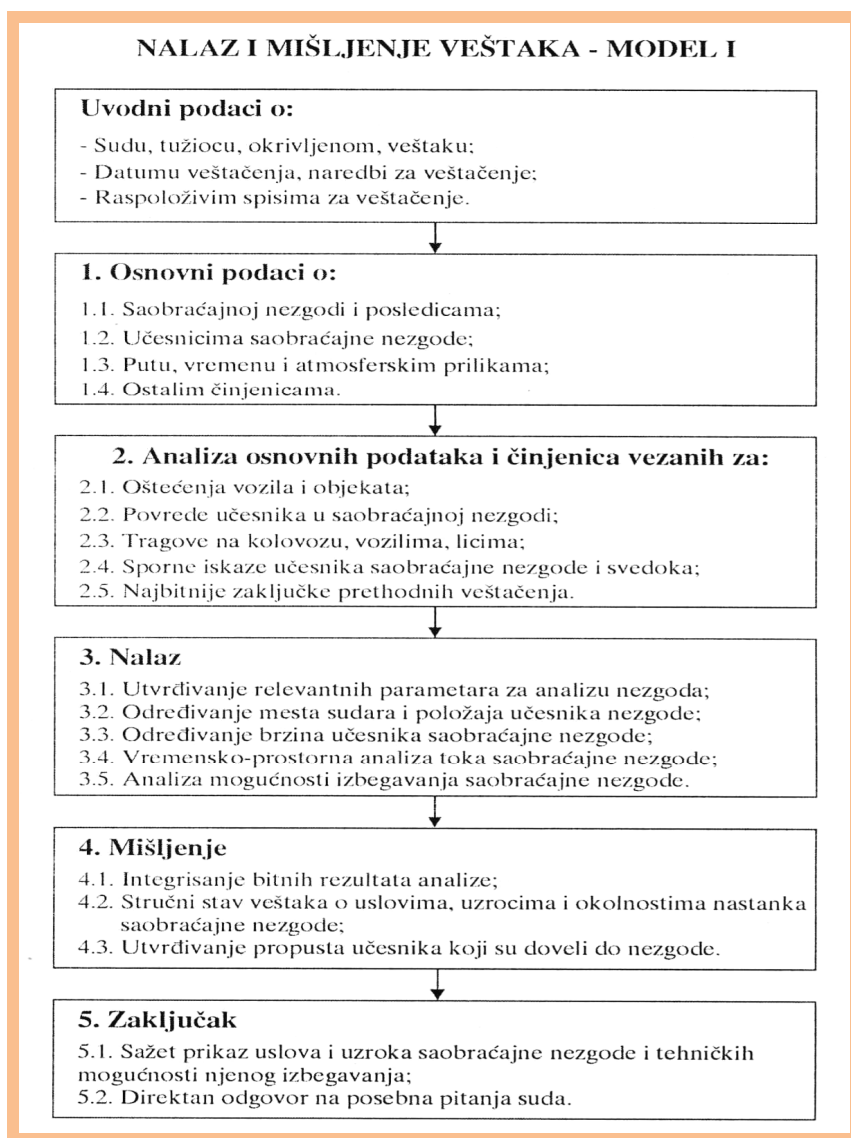 NALAZ I MIŠLJENJE VEŠTAKA - MODEL I
Uvodni podaci o:
- Sudu, tužiocu, okrivljenom, veštaku;
- Datumu veštačenja, naredbi za veštačenje;
- Raspoloživim spisima za veštačenje.
1. Osnovni podaci o:
1.1. Saobraćajnoj nezgodi i posledicama;
1.2. Učesnicima saobraćajne nezgode;
1.3. Putu, vremenu i atmosferskim prilikama;
1.4. Ostalim činjenicama.
2. Analiza osnovnih podataka i činjenica vezanih za:
2.1. Oštećenja vozila i objekata;
2.2. Povrede učesnika u saobraćajnoj nezgodi;
2.3. Tragove na kolovozu, vozilima, licima;
2.4. Sporne iskaze učesnika saobraćajne nezgode i svedoka;
2.5. Najbitnije zaključke prethodnih veštačenja.
3. Nalaz
3.1. Utvrđivanje relevantnih parametara za analizu nezgoda;
3.2. Određivanje mesta sudara i položaja učesnika nezgode;
3.3. Određivanje brzina učesnika saobraćajne nezgode;
3.4. Vremensko-prostorna analiza toka saobraćajne nezgode;
3.5. Analiza mogućnosti izbegavanja saobraćajne nezgode.
4. Mišljenje
4.1. Integrisanje bitnih rezultata analize;
4.2. Stručni stav veštaka o uslovima, uzrocima i okolnostima nastanka
saobraćajne nezgode;
4.3. Utvrđivanje propusta učesnika koji su doveli do nezgode.
5. Zaključak
5.1. Sažet prikaz uslova i uzroka saobraćajne nezgode i tehničkih
mogućnosti njenog izbegavanja;
5.2. Direktan odgovor na posebna pitanja suda.